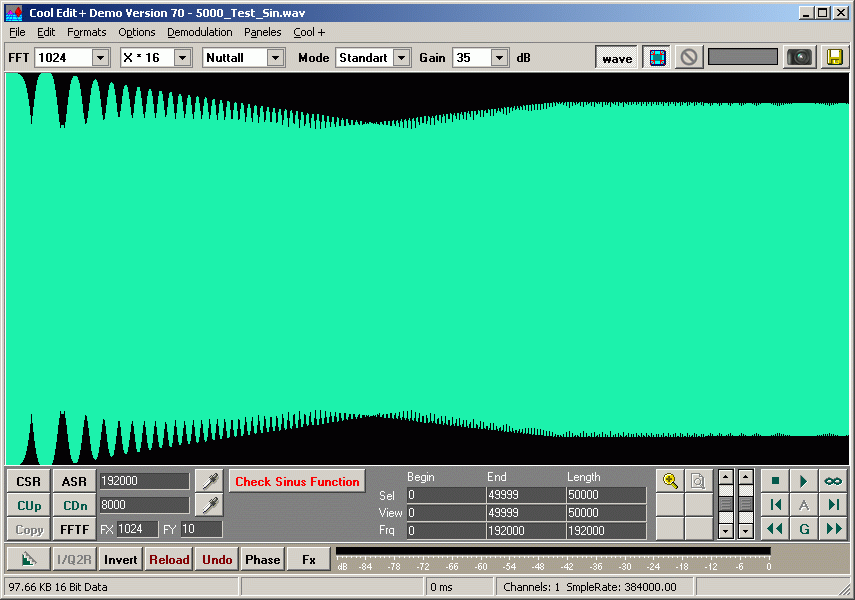 Cool Edit+ Demo Version 70 - 5000_Test_Sin.wav
File Edit Formats Options Demodulation Paneles Cool +
FFT 1024 X * 16 Nuttall Mode Standart Gain 35 dB wave
CSR ASR 192000 Check Sinus Function Begin End Length
Sel 0 49999 50000
CUp CDn 8000 View 0 49999 50000 A
Copy FFTF FX 1024 FY 10 Frq 0 192000 192000 G
I/Q2R Invert Reload Undo Phase Fx dB -84 -78 -72 -66 -60 -54 -48 -42 -36 -30 -24 -18 -12 -6 0
97.66 KB 16 Bit Data 0 ms Channels: 1 SmpleRate: 384000.00